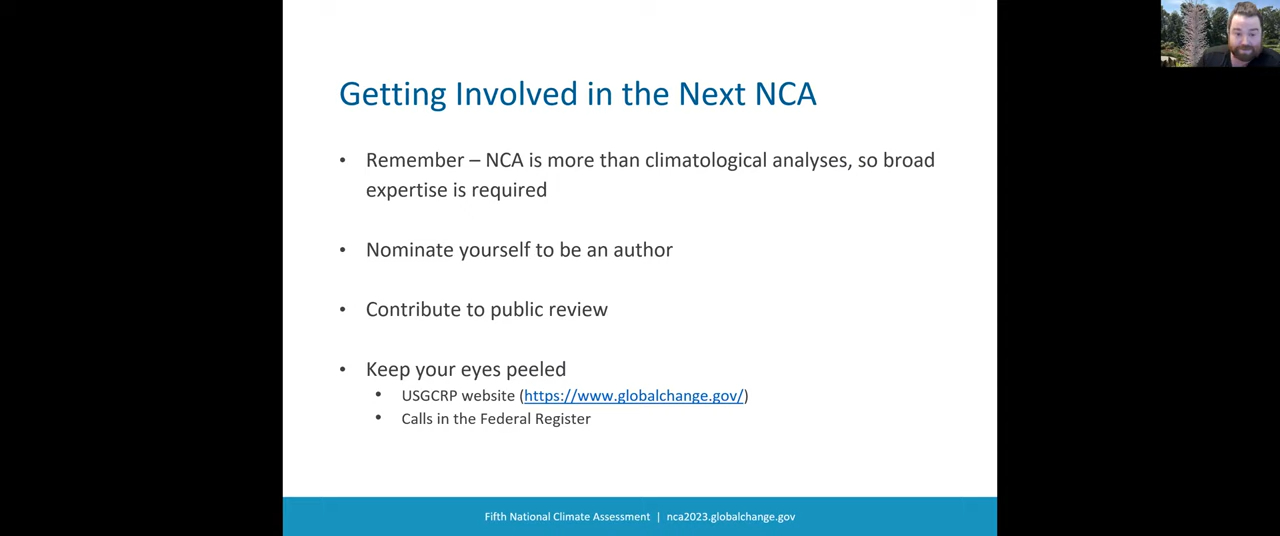 Getting Involved in the Next NCA
• Remember – NCA is more than climatological analyses, so broad
expertise is required
• Nominate yourself to be an author
• Contribute to public review
• Keep your eyes peeled
• USGCRP website (https://www.globalchange.gov/)
• Calls in the Federal Register
Fifth National Climate Assessment | nca2023.globalchange.gov